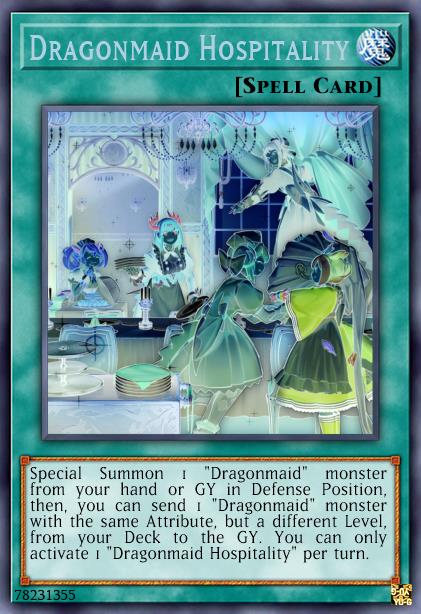 Dragonmaid Hospitality
魔
[Spell Card]
Special Summon 1 "Dragonmaid" monster
from your hand or GY in Defense Position,
then, you can send 1 "Dragonmaid" monster
with the same Attribute, but a different Level,
from your Deck to the GY. You can only
activate 1 "Dragonmaid Hospitality" per turn.
78231355